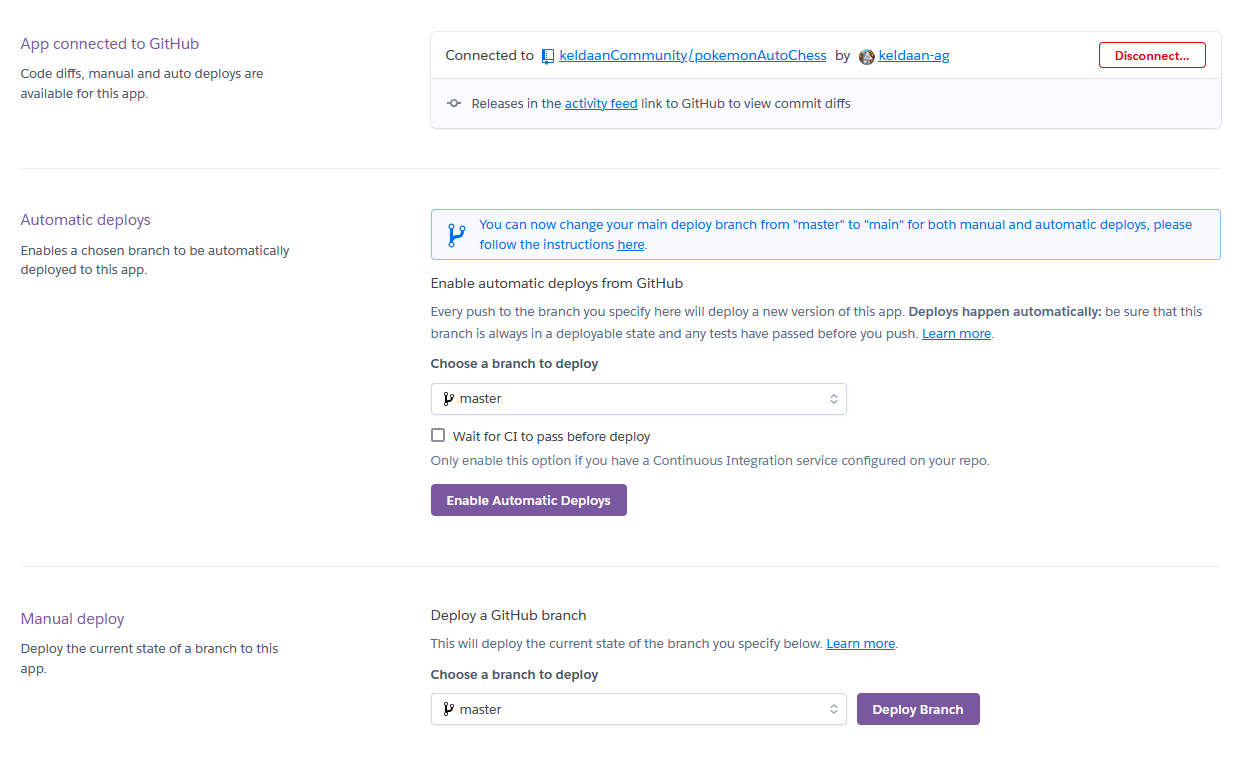 App connected to GitHub
Code diffs, manual and auto deploys are
available for this app.
Connected to keldaanCommunity/pokemonAutoChess by keldaan-ag
Disconnect...
Releases in the activity feed link to GitHub to view commit diffs
Automatic deploys
Enables a chosen branch to be automatically
deployed to this app.
You can now change your main deploy branch from "master" to "main" for both manual and automatic deploys, please
follow the instructions here.
Enable automatic deploys from GitHub
Every push to the branch you specify here will deploy a new version of this app. Deploys happen automatically: be sure that this
branch is always in a deployable state and any tests have passed before you push. Learn more.
Choose a branch to deploy
master
Wait for CI to pass before deploy
Only enable this option if you have a Continuous Integration service configured on your repo.
Enable Automatic Deploys
Manual deploy
Deploy the current state of a branch to this
app.
Deploy a GitHub branch
This will deploy the current state of the branch you specify below. Learn more.
Choose a branch to deploy
master
Deploy Branch